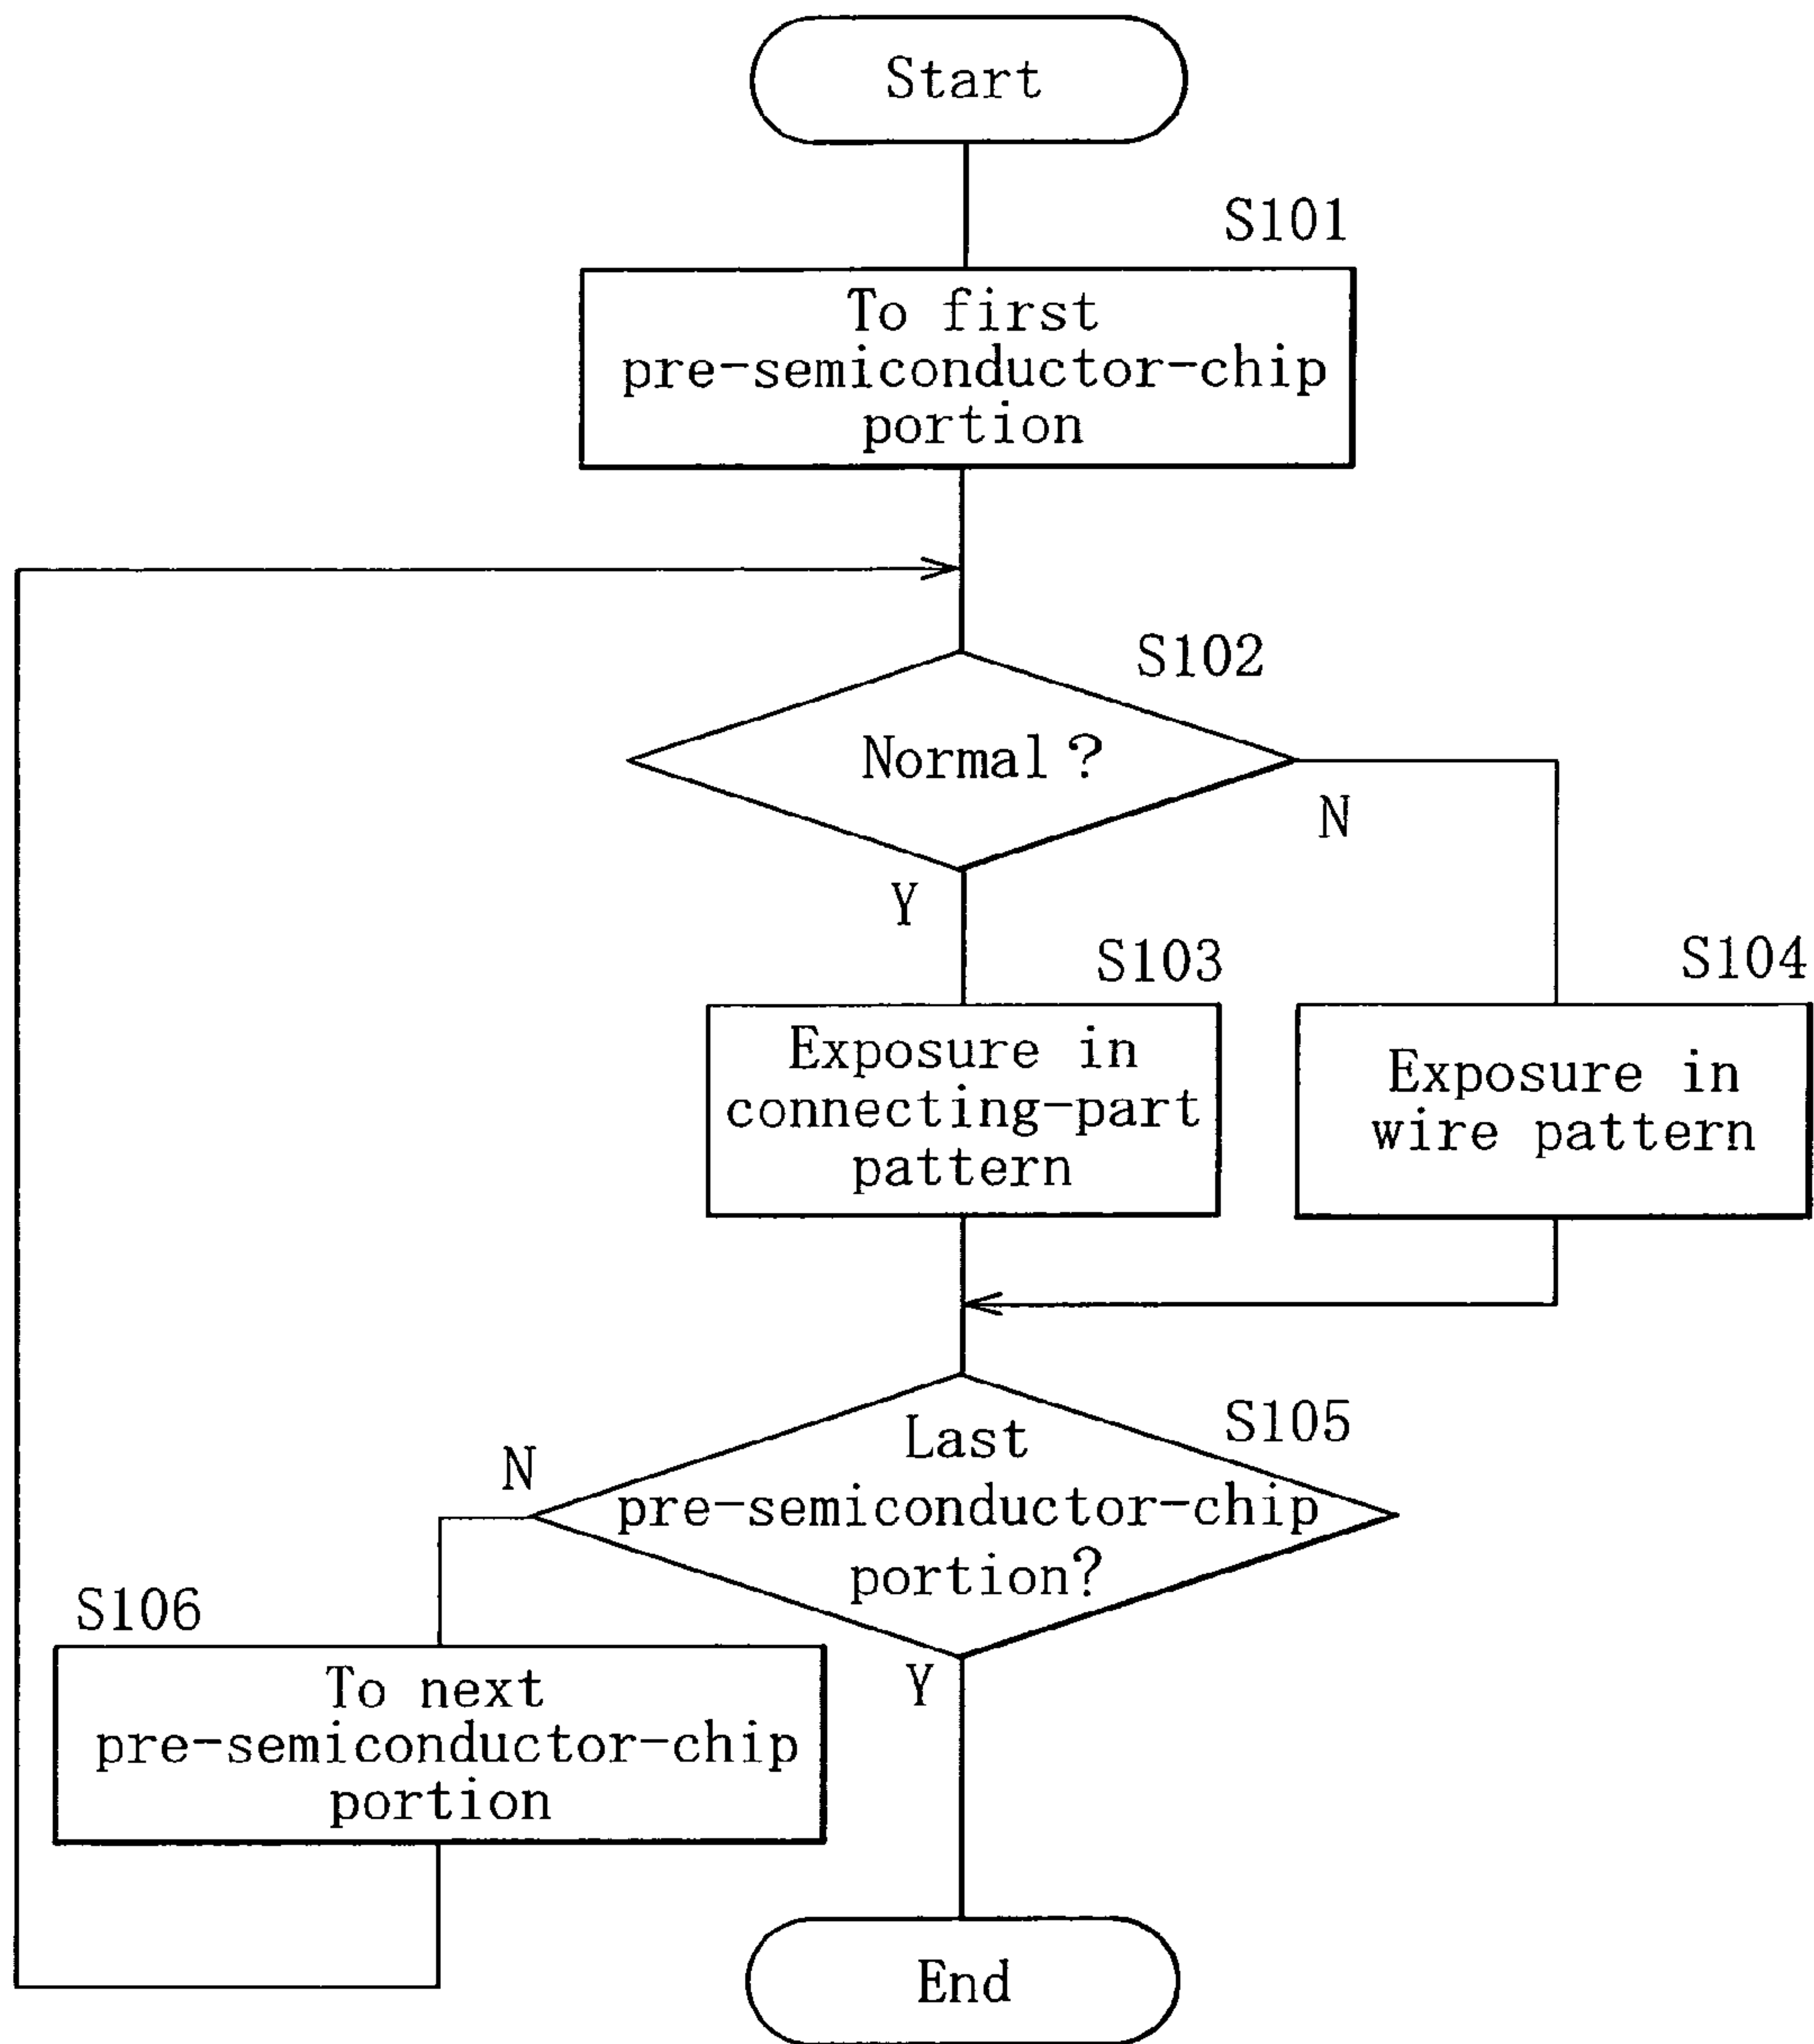 Start
S101
To first
pre-semiconductor-chip
portion
S102
Normal?
N
Y
S103
S104
Exposure in
connecting-part
pattern
Exposure in
wire pattern
S105
Last
pre-semiconductor-chip
portion?
N
S106
Y
To next
pre-semiconductor-chip
portion
End